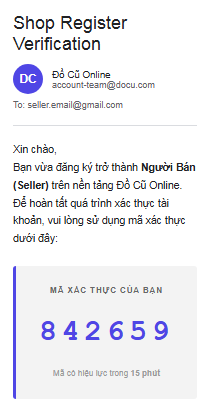 Shop Register
Verification
DC
Đồ Cũ Online
account-team@docu.com
To: seller.email@gmail.com
Xin chào,
Bạn vừa đăng ký trở thành Người Bán
(Seller) trên nền tảng Đồ Cũ Online.
Để hoàn tất quá trình xác thực tài
khoản, vui lòng sử dụng mã xác thực
dưới đây:
MÃ XÁC THỰC CỦA BẠN
842659
Mã có hiệu lực trong 15 phút